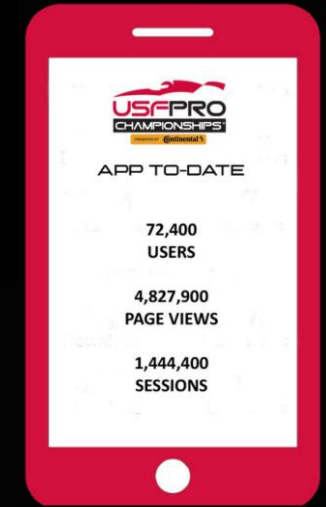 USFPRO
CHAMPIONSHIPS
PRESENTED BY Continental
APP TO-DATE
72,400
USERS
4,827,900
PAGE VIEWS
1,444,400
SESSIONS